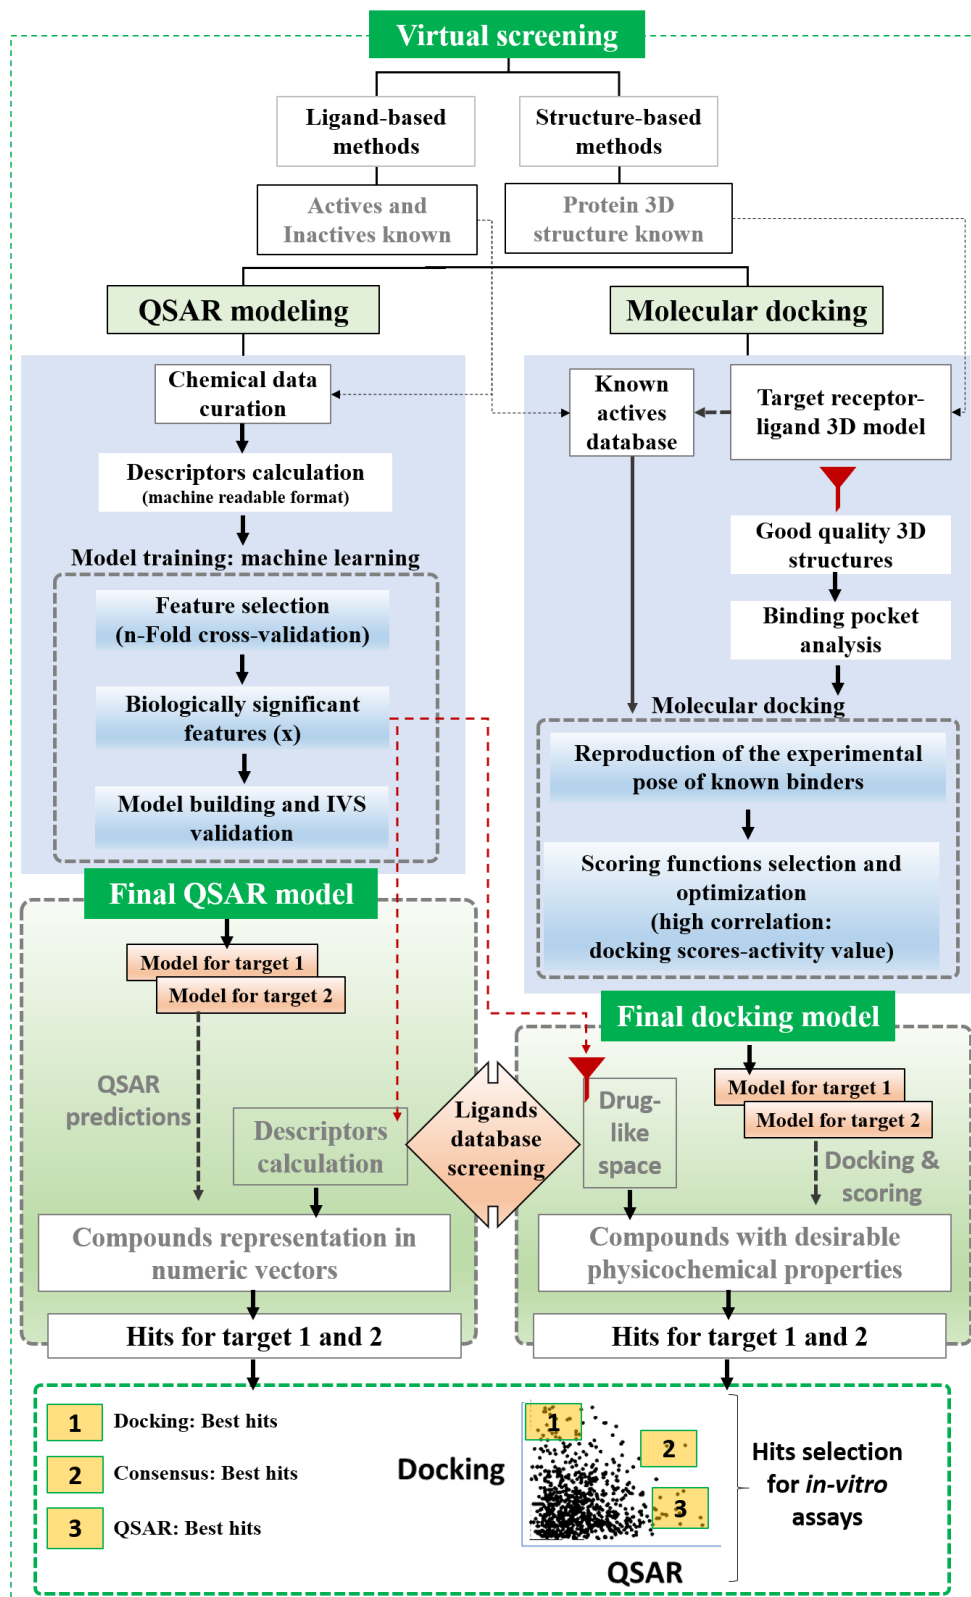 Virtual screening
Ligand-based
methods
Structure-based
methods
Actives and
Inactives known
Protein 3D
structure known
QSAR modeling
Molecular docking
Chemical data
curation
Descriptors calculation
(machine readable format)
Model training: machine learning
Feature selection
(n-Fold cross-validation)
Biologically significant
features (x)
Model building and IVS
validation
Known
actives
database
Target receptor-
ligand 3D model
Good quality 3D
structures
Binding pocket
analysis
Molecular docking
Reproduction of the experimental
pose of known binders
Scoring functions selection and
optimization
(high correlation:
docking scores-activity value)
Final QSAR model
Model for target 1
Model for target 2
QSAR
predictions
Descriptors
calculation
Compounds representation in
numeric vectors
Hits for target 1 and 2
Ligands
database
screening
Final docking model
Model for target 1
Model for target 2
Drug-
like
space
Docking &
scoring
Compounds with desirable
physicochemical properties
Hits for target 1 and 2
1 Docking: Best hits
2 Consensus: Best hits
3 QSAR: Best hits
Docking
1
2
3
QSAR
Hits selection
for in-vitro
assays